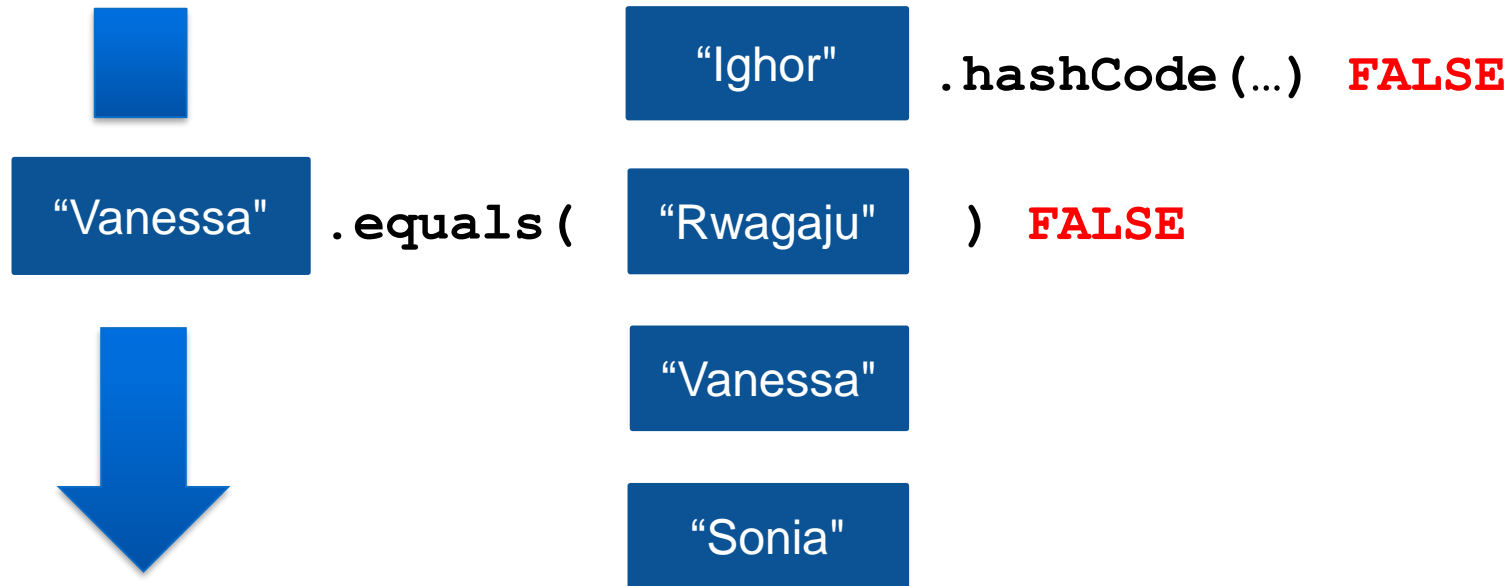 “Ighor" .hashCode(…) FALSE
“Vanessa" .equals( “Rwagaju" ) FALSE
“Vanessa"
“Sonia"